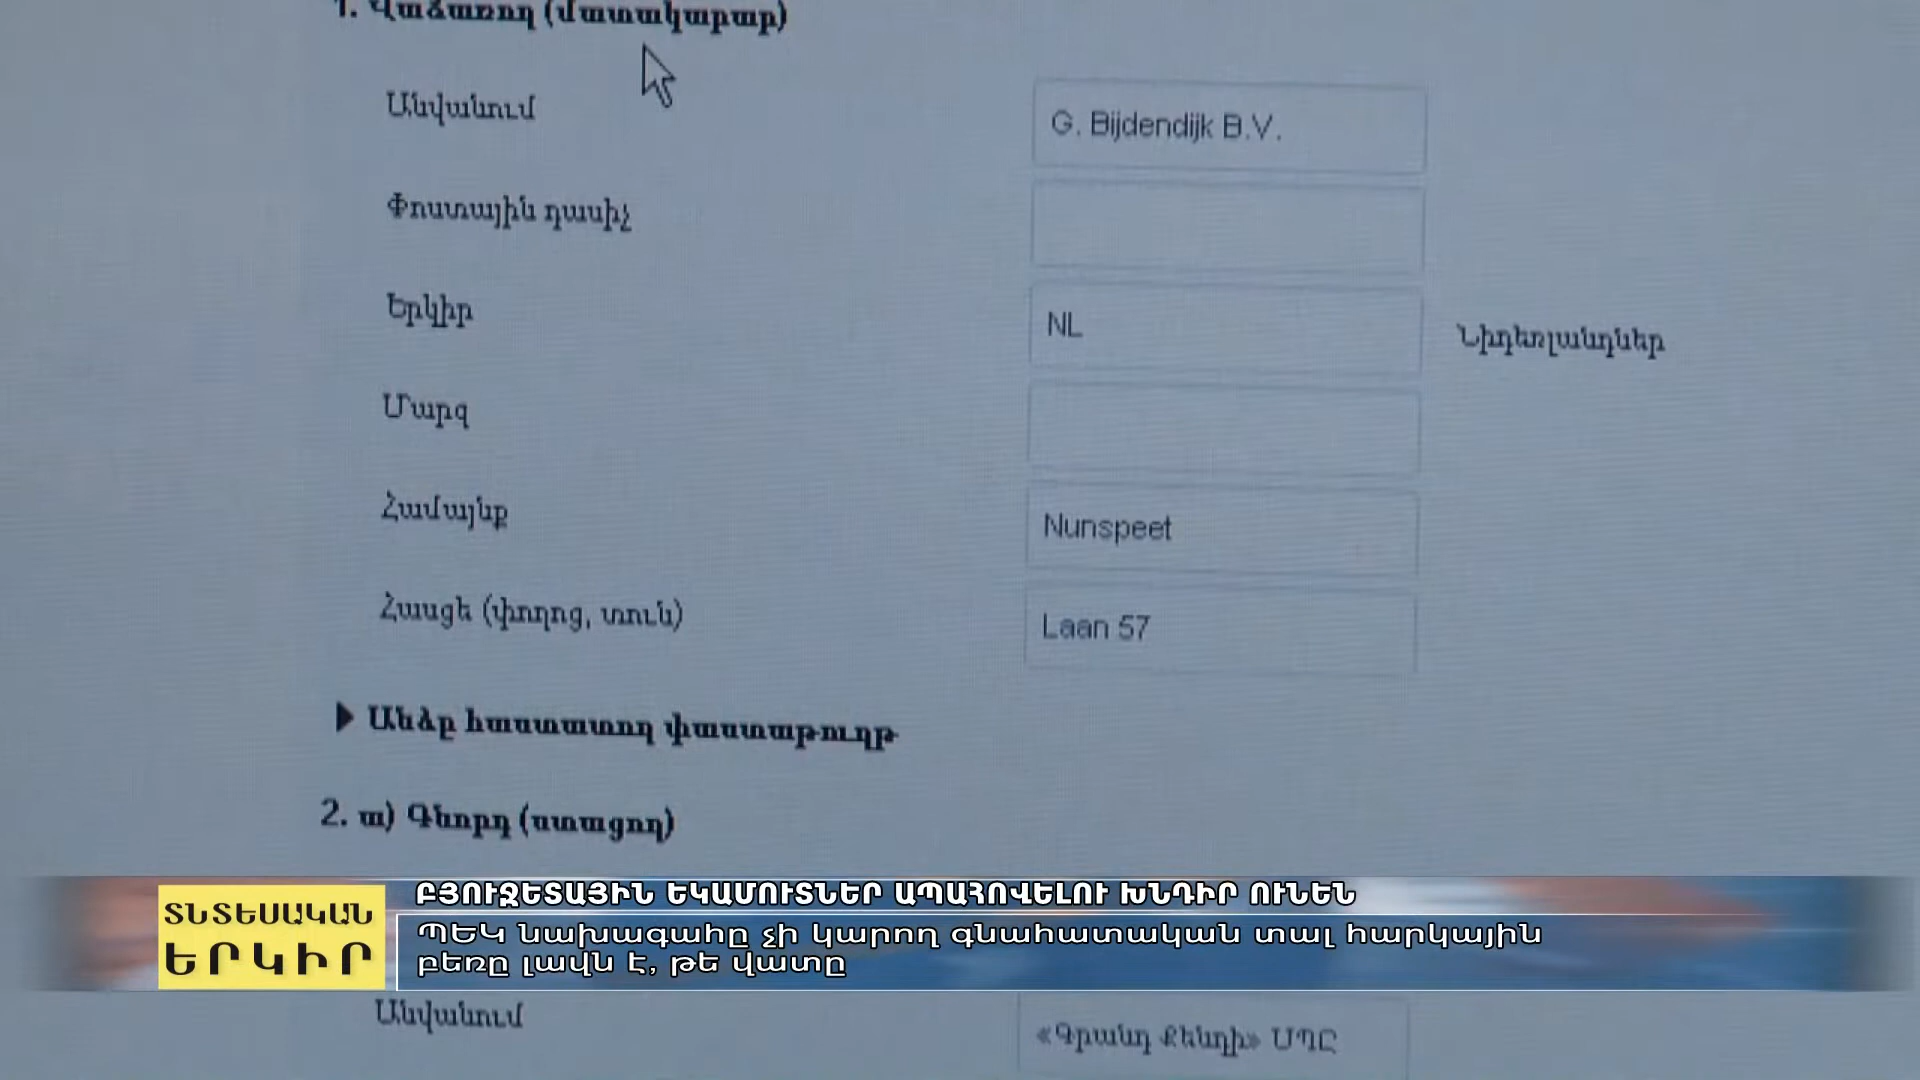 1. Վաճառող (մատակարար)
Անվանում
G. Bijdendijk B.V.
Փոստային դասիչ
Երկիր
NL
Նիդեռլանդներ
Մարզ
Համայնք
Nunspeet
Հասցե (փողոց, տուն)
Laan 57
Անձը հաստատող փաստաթուղթ
2. ա) Գնորդ (ստացող)
ՏՆՏԵՍԱԿԱՆ
ԵՐԿԻՐ
ԲՅՈՒՋԵՏԱՅԻՆ ԵԿԱՄՈՒՏՆԵՐ ԱՊԱՀՈՎԵԼՈՒ ԽՆԴԻՐ ՈՒՆԵՆ
ՊԵԿ նախագահը չի կարող գնահատական տալ հարկային
բեռը լավն է, թե վատը
Անվանում
«Գրանդ Քենդի» ՍՊԸ